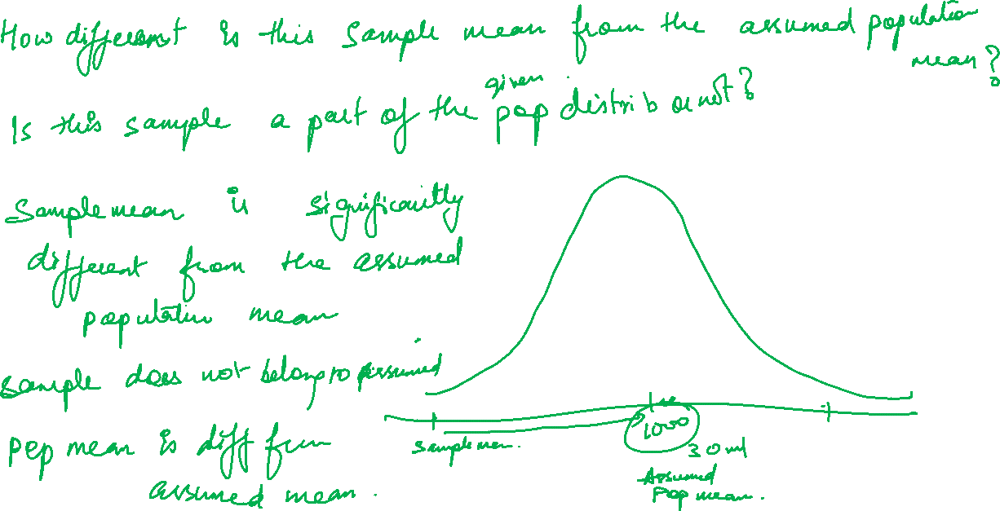 How different is this sample mean from the assumed population
mean?
given
Is this sample a part of the pop distrib or not?
Sample mean is significantly
different from the assumed
population mean
Sample does not belong to assumed
Pop mean is diff from
assumed mean.
1000
sample mean.
30 ml
Assumed
Pop mean.